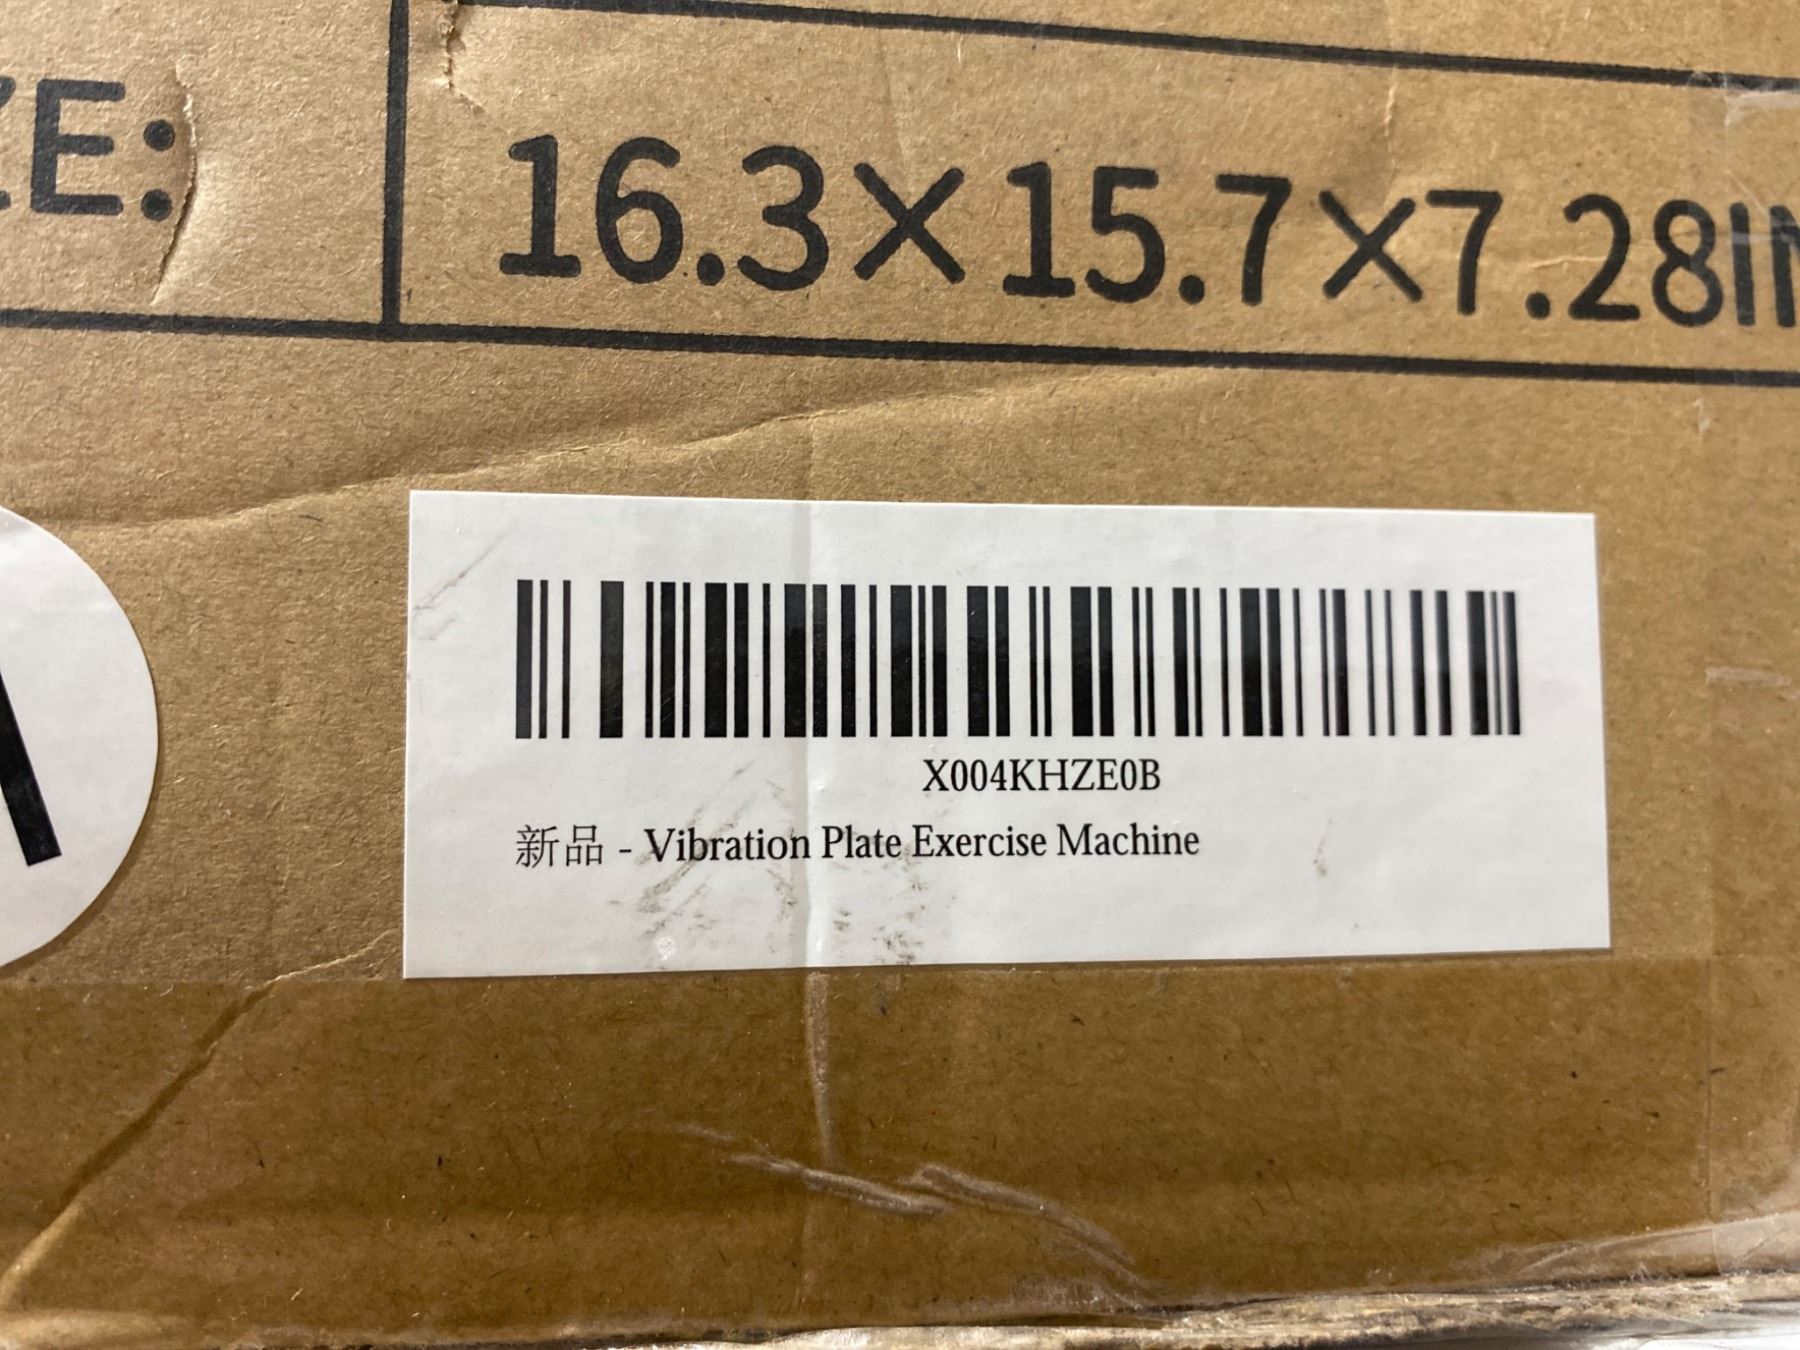 ZE:
16.3×15.7×7.28IN
X004KHZE0B
新品 - Vibration Plate Exercise Machine